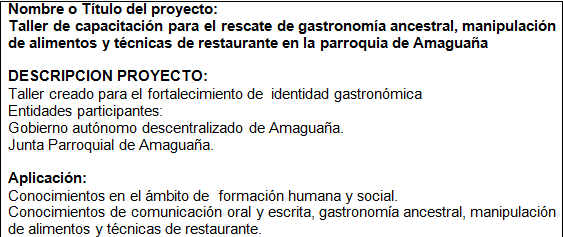 Nombre o Título del proyecto:
Taller de capacitación para el rescate de gastronomía ancestral, manipulación
de alimentos y técnicas de restaurante en la parroquia de Amaguaña
DESCRIPCION PROYECTO:
Taller creado para el fortalecimiento de identidad gastronómica
Entidades participantes:
Gobierno autónomo descentralizado de Amaguaña.
Junta Parroquial de Amaguaña.
Aplicación:
Conocimientos en el ámbito de formación humana y social.
Conocimientos de comunicación oral y escrita, gastronomía ancestral, manipulación
de alimentos y técnicas de restaurante.